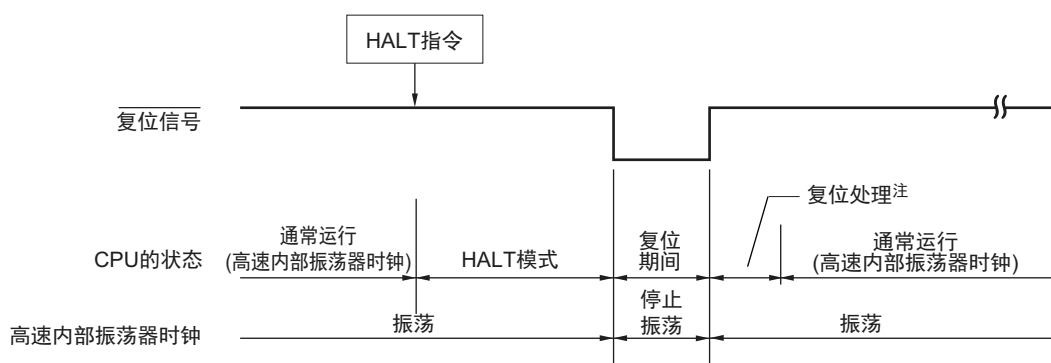 HALT指令
复位信号
复位处理注
CPU的状态
通常运行
(高速内部振荡器时钟)
HALT模式
复位
期间
通常运行
(高速内部振荡器时钟)
高速内部振荡器时钟
振荡
停止
振荡
振荡